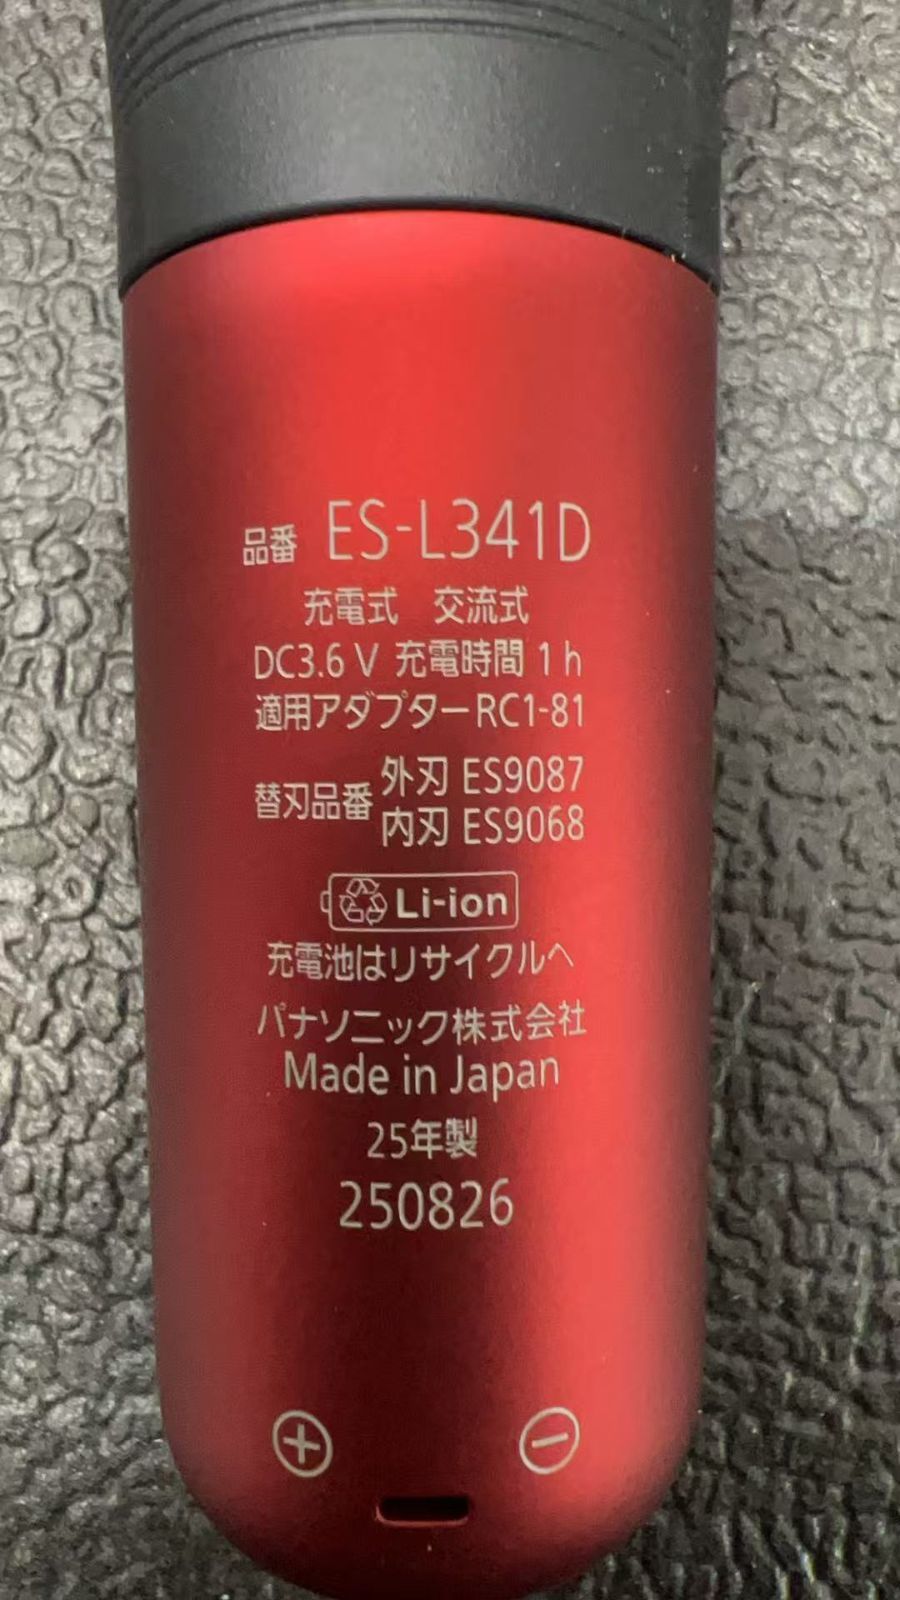 品番 ES-L341D
充電式 交流式
DC3.6 V 充電時間 1 h
適用アダプターRC1-81
替刃品番 外刃 ES9087
内刃 ES9068
Li-ion
充電池はリサイクルへ
パナソニック株式会社
Made in Japan
25年製
250826
+ −